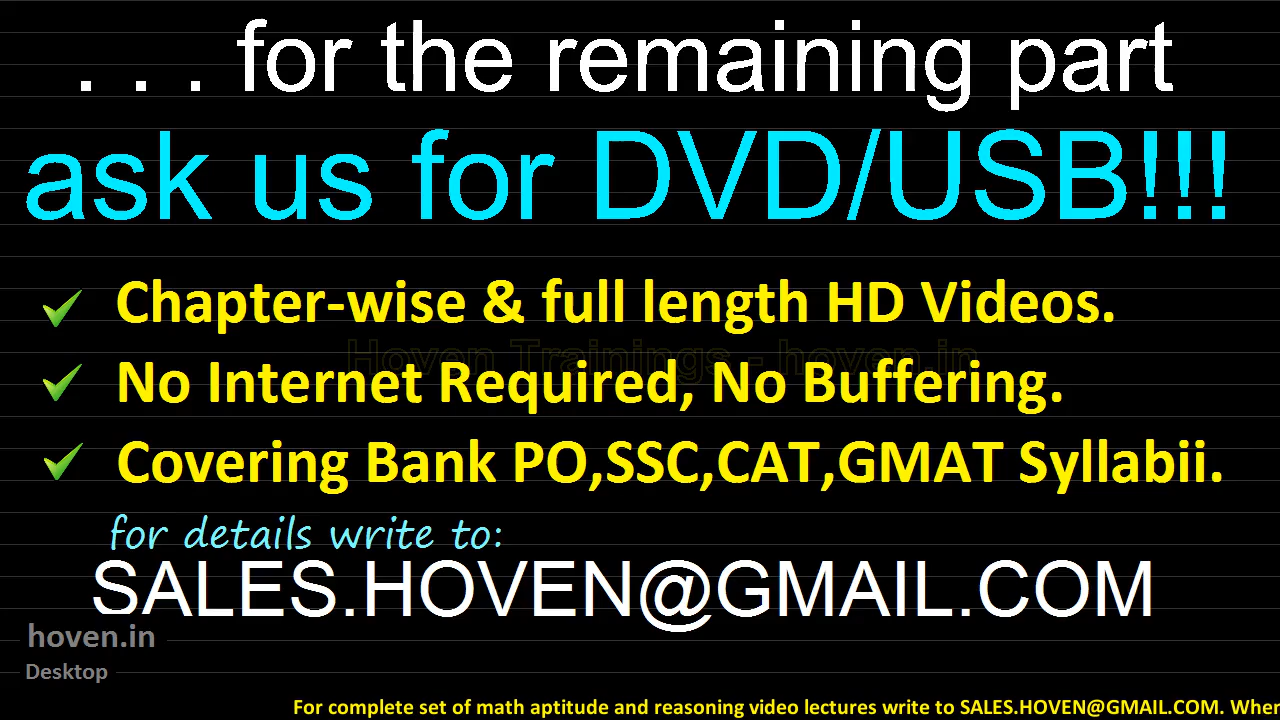 . . . for the remaining part
ask us for DVD/USB!!!
Chapter-wise & full length HD Videos.
Hoven Trainings - hoven.in
No Internet Required, No Buffering.
Covering Bank PO,SSC,CAT,GMAT Syllabii.
for details write to:
SALES.HOVEN@GMAIL.COM
hoven.in
Desktop
For complete set of math aptitude and reasoning video lectures write to SALES.HOVEN@GMAIL.COM. When